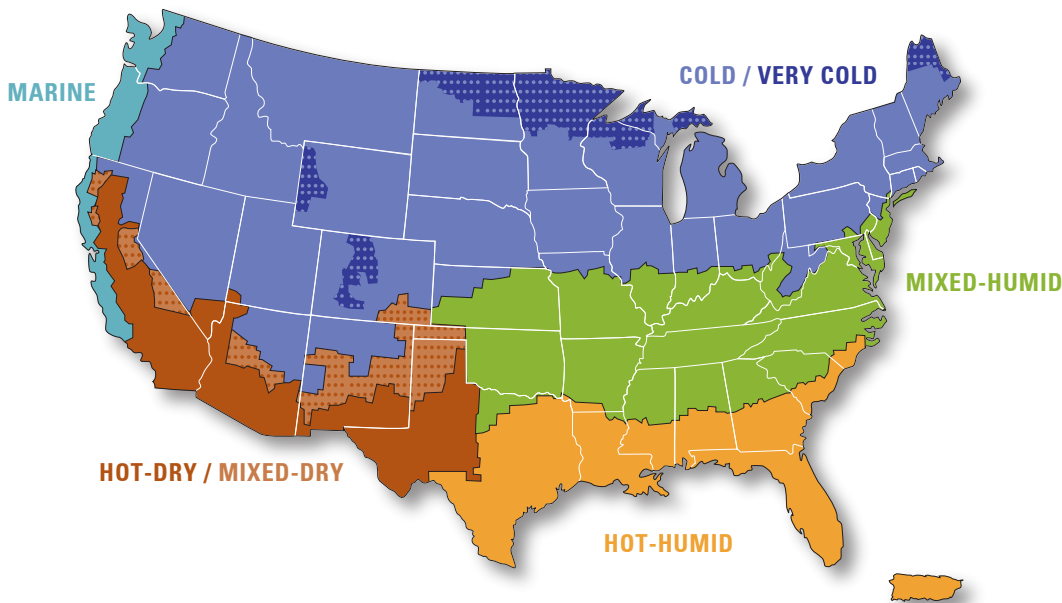 COLD / VERY COLD
MARINE
MIXED-HUMID
HOT-DRY / MIXED-DRY
HOT-HUMID